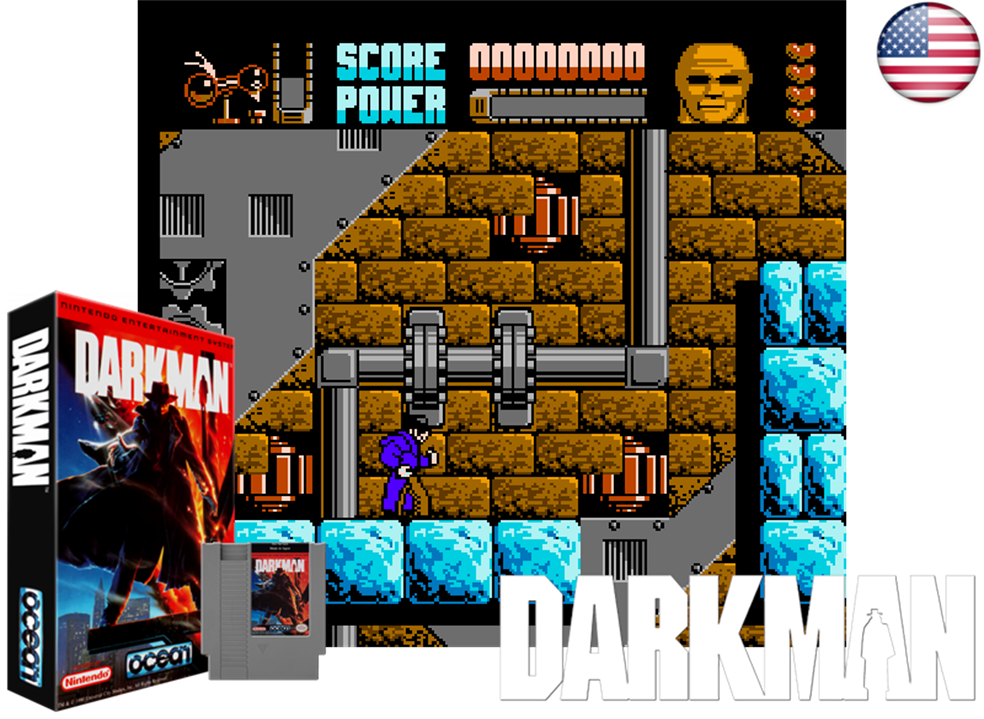 SCORE 00000000
POWER
NINTENDO ENTERTAINMENT SYSTEM
DARKMAN
DARKMAN
ocean
ocean
Nintendo
DARKMAN
DARKMAN